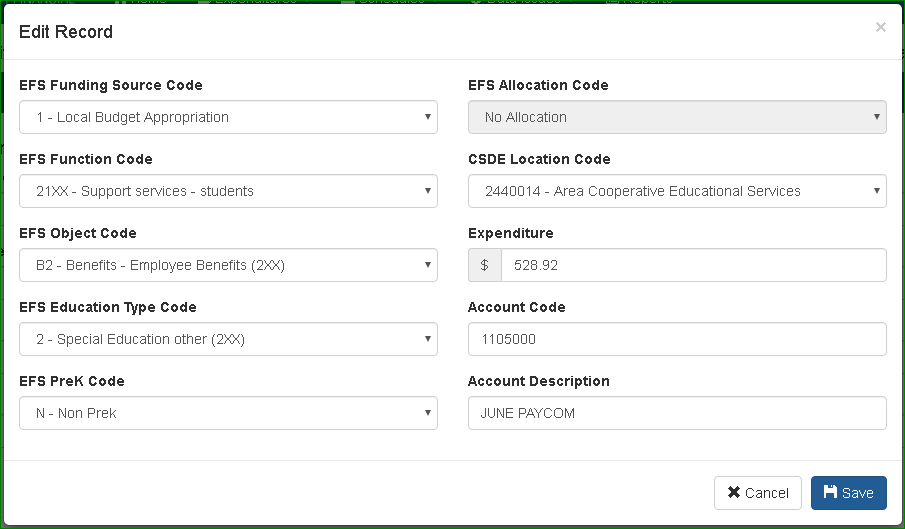 Edit Record
×
EFS Funding Source Code
1 - Local Budget Appropriation
EFS Allocation Code
No Allocation
EFS Function Code
21XX - Support services - students
CSDE Location Code
2440014 - Area Cooperative Educational Services
EFS Object Code
B2 - Benefits - Employee Benefits (2XX)
Expenditure
$ 528.92
EFS Education Type Code
2 - Special Education other (2XX)
Account Code
1105000
EFS PreK Code
N - Non Prek
Account Description
JUNE PAYCOM
Cancel
Save